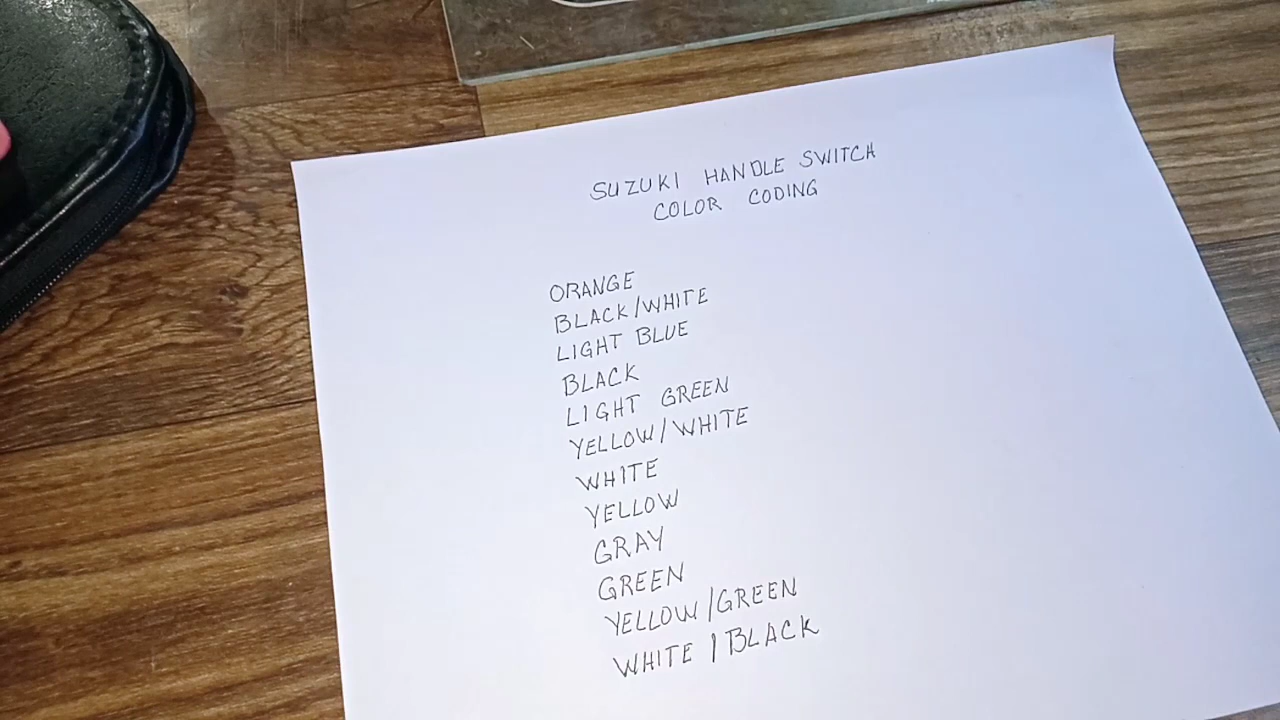 SUZUKI HANDLE SWITCH
COLOR CODING
ORANGE
BLACK/WHITE
LIGHT BLUE
BLACK
LIGHT GREEN
YELLOW/WHITE
WHITE
YELLOW
GRAY
GREEN
YELLOW/GREEN
WHITE/BLACK